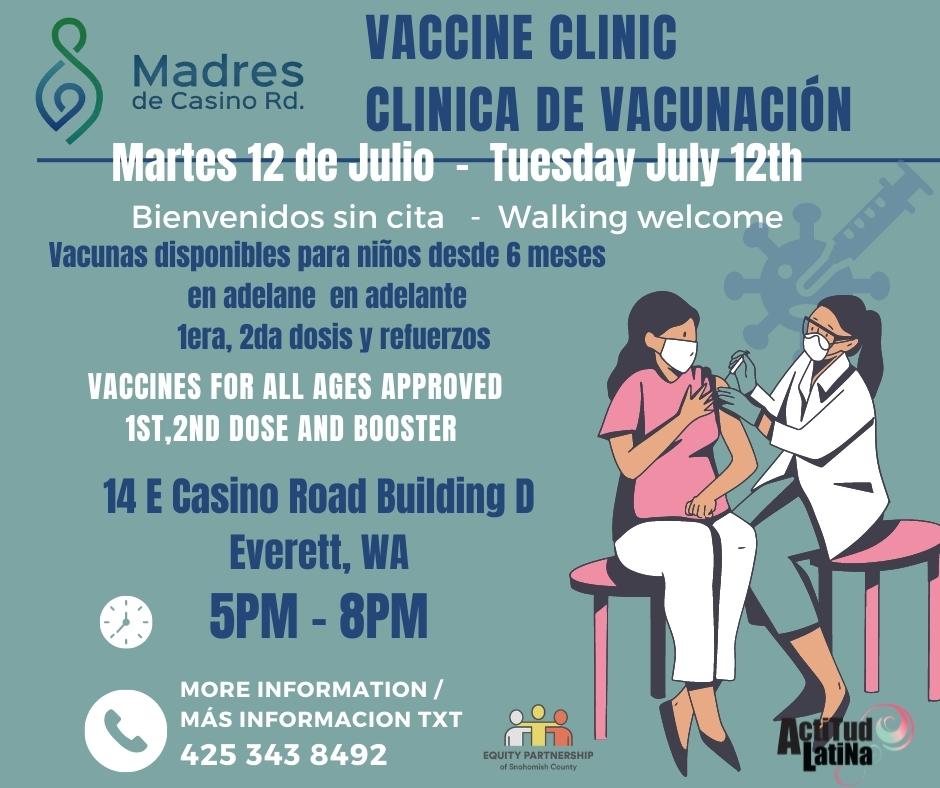 Madres
de Casino Rd.
VACCINE CLINIC
CLINICA DE VACUNACIÓN
Martes 12 de Julio - Tuesday July 12th
Bienvenidos sin cita - Walking welcome
Vacunas disponibles para niños desde 6 meses
en adelane en adelante
1era, 2da dosis y refuerzos
VACCINES FOR ALL AGES APPROVED
1ST,2ND DOSE AND BOOSTER
14 E Casino Road Building D
Everett, WA
5PM - 8PM
MORE INFORMATION /
MÁS INFORMACION TXT
425 343 8492
EQUITY PARTNERSHIP
of Snohomish County
ActiTud
LatiNa